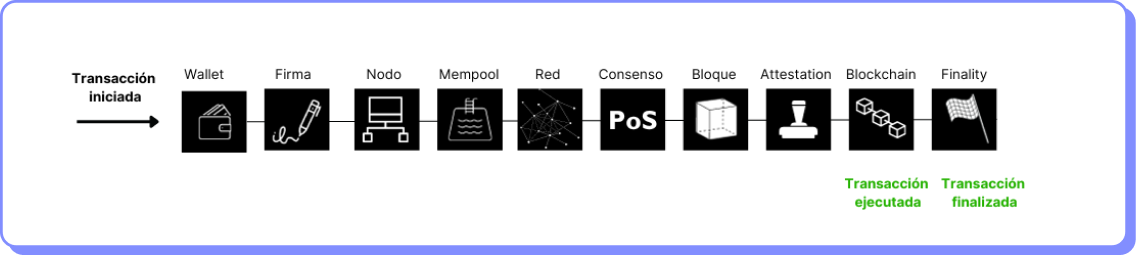 Transacción
iniciada
Wallet
Firma
Nodo
Mempool
Red
Consenso
Bloque
Attestation
Blockchain
Finality
PoS
Transacción
ejecutada
Transacción
finalizada